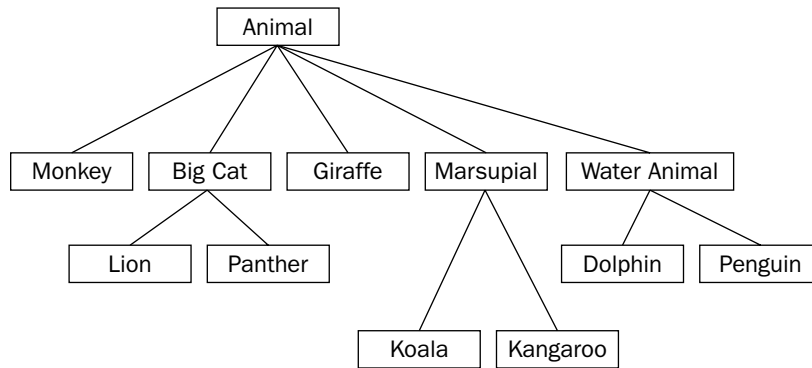 Animal
Monkey
Big Cat
Giraffe
Marsupial
Water Animal
Lion
Panther
Dolphin
Penguin
Koala
Kangaroo